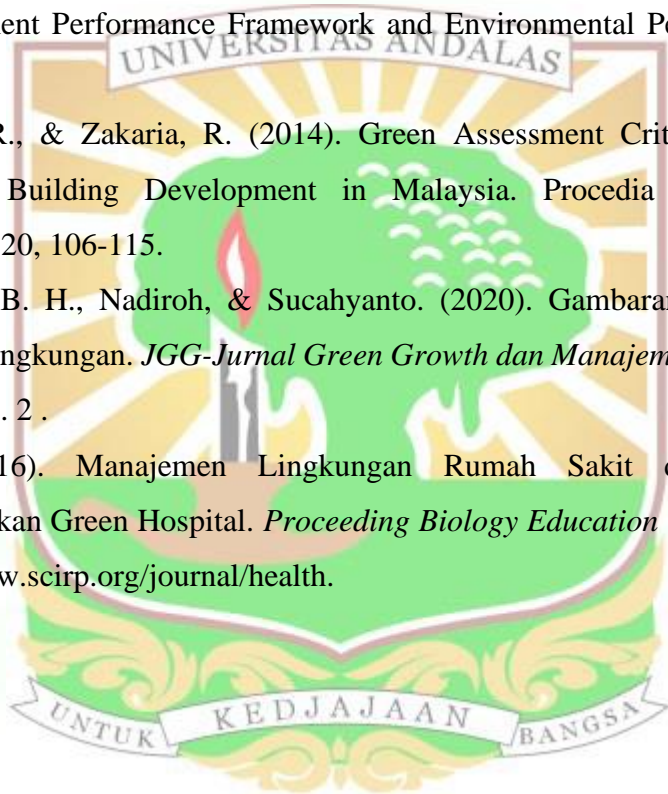 ent Performance Framework and Environmental Pe
UNIVERSITAS ANDALAS
R., & Zakaria, R. (2014). Green Assessment Crit
Building Development in Malaysia. Procedia
20, 106-115.
B. H., Nadiroh, & Sucahyanto. (2020). Gambaran
ngkungan. JGG-Jurnal Green Growth dan Manajem
. 2 .
16). Manajemen Lingkungan Rumah Sakit
kan Green Hospital. Proceeding Biology Education
w.scirp.org/journal/health.
UNTUK KEDJAJAAN BANGSA